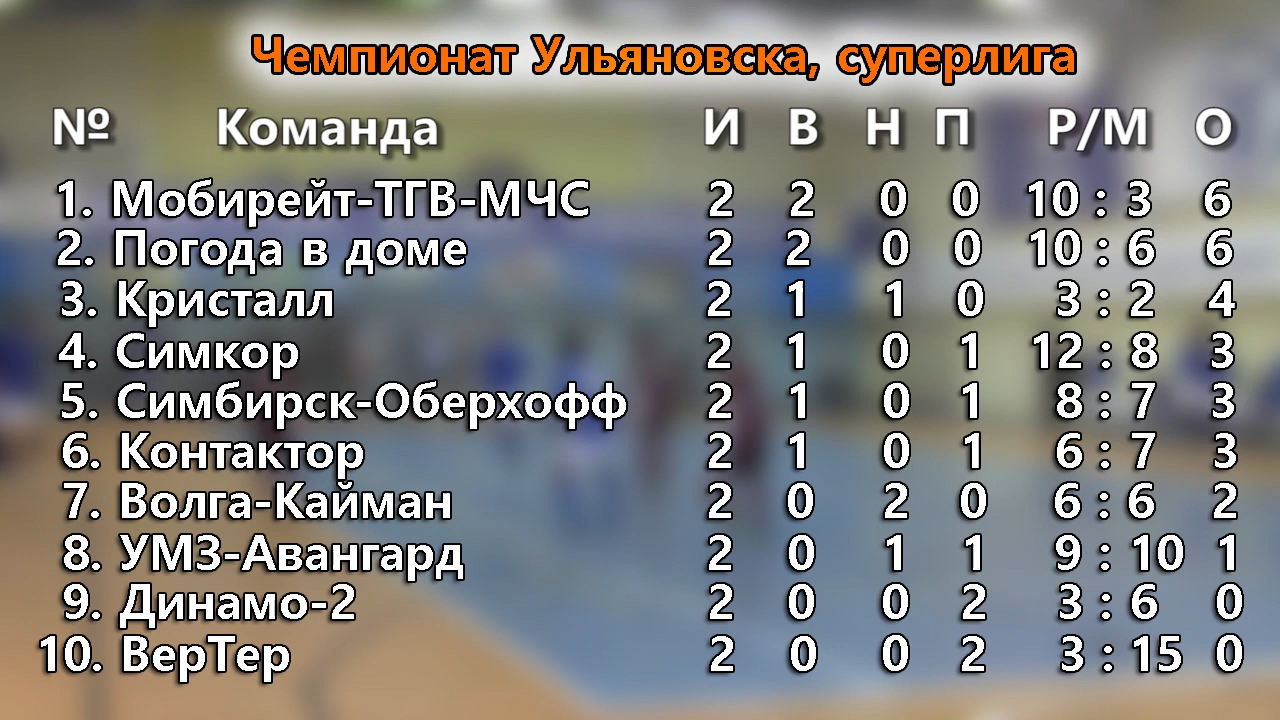 Чемпионат Ульяновска, суперлига
№ Команда И В Н П Р/М О
1. Мобирейт-ТГВ-МЧС 2 2 0 0 10 : 3 6
2. Погода в доме 2 2 0 0 10 : 6 6
3. Кристалл 2 1 1 0 3 : 2 4
4. Симкор 2 1 0 1 12 : 8 3
5. Симбирск-Оберхофф 2 1 0 1 8 : 7 3
6. Контактор 2 1 0 1 6 : 7 3
7. Волга-Кайман 2 0 2 0 6 : 6 2
8. УМЗ-Авангард 2 0 1 1 9 : 10 1
9. Динамо-2 2 0 0 2 3 : 6 0
10. ВерТер 2 0 0 2 3 : 15 0